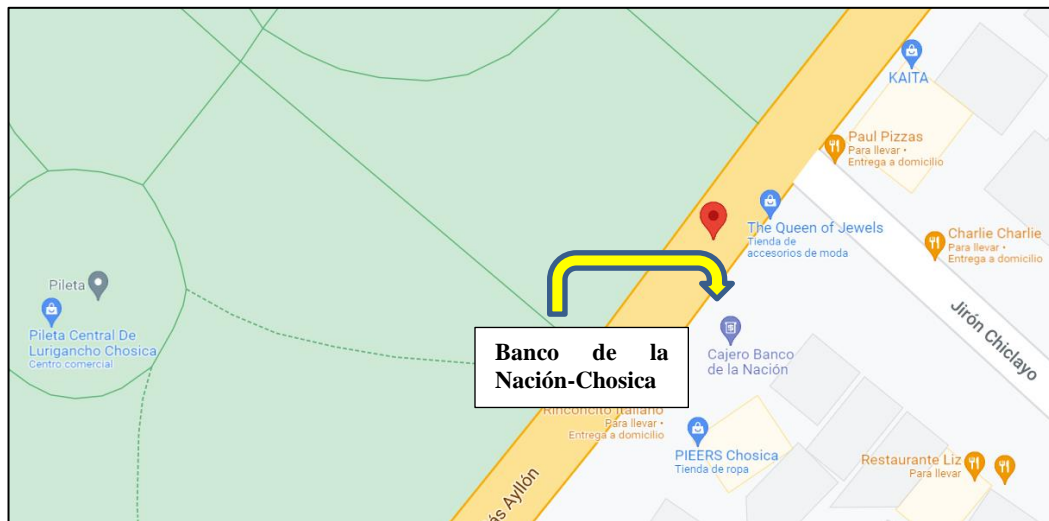 KAITA
Paul Pizzas
Para llevar •
Entrega a domicilio
The Queen of Jewels
Tienda de
accesorios de moda
Charlie Charlie
Para llevar •
Entrega a domicilio
Pileta
Pileta Central De
Lurigancho Chosica
Centro comercial
Jirón Chiclayo
Banco de la
Nación-Chosica
Cajero Banco
de la Nación
Rinconcito Italiano
Para llevar •
Entrega a domicilio
PIEERS Chosica
Tienda de ropa
Restaurante Liz
Para llevar
Ayllón